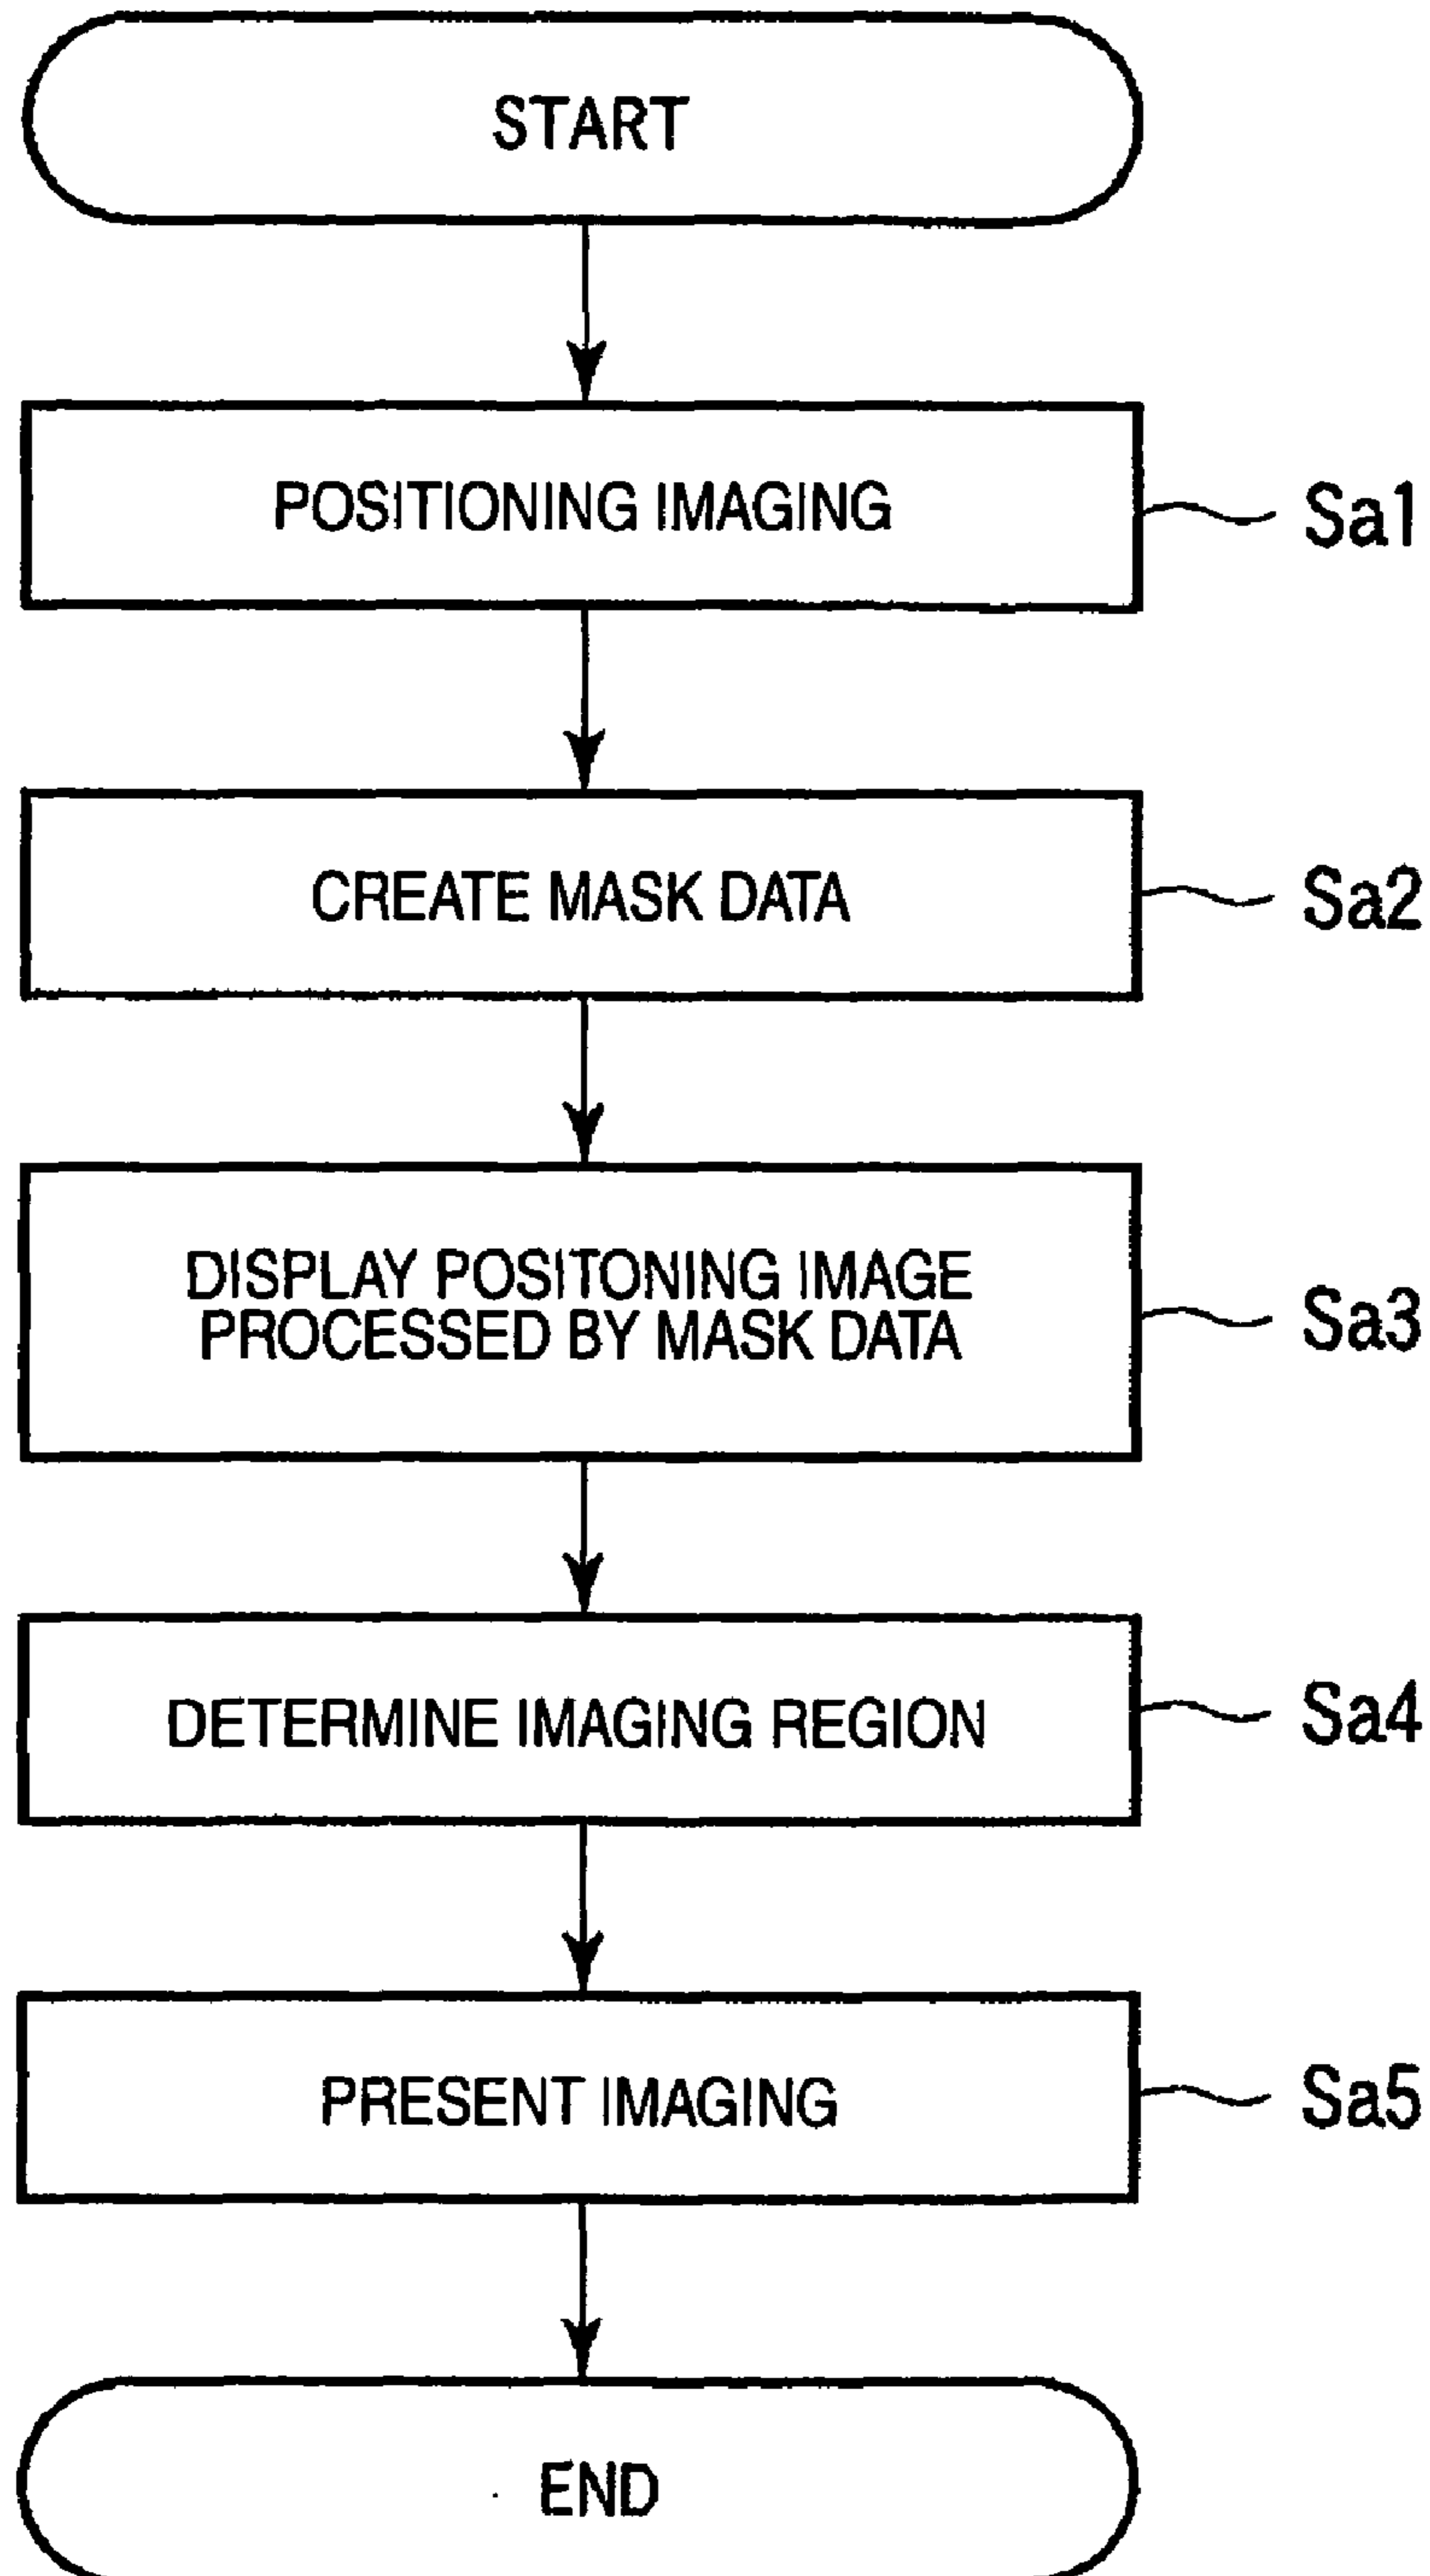 START
POSITIONING IMAGING
Sa1
CREATE MASK DATA
Sa2
DISPLAY POSITONING IMAGE
PROCESSED BY MASK DATA
Sa3
DETERMINE IMAGING REGION
Sa4
PRESENT IMAGING
Sa5
END